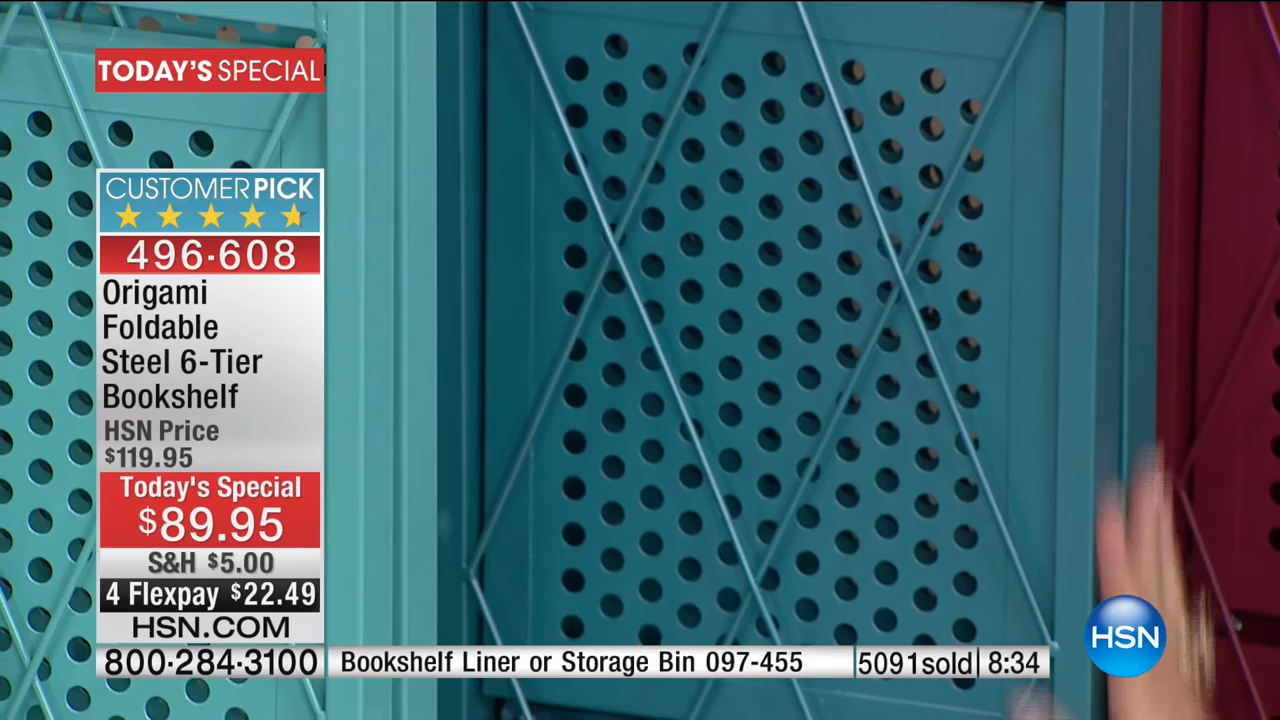 TODAY'S SPECIAL
CUSTOMER PICK
496·608
Origami
Foldable
Steel 6-Tier
Bookshelf
HSN Price
$119.95
Today's Special
$89.95
S&H $5.00
4 Flexpay $22.49
HSN.COM
800·284·3100 Bookshelf Liner or Storage Bin 097-455 5091sold 8:34
HSN